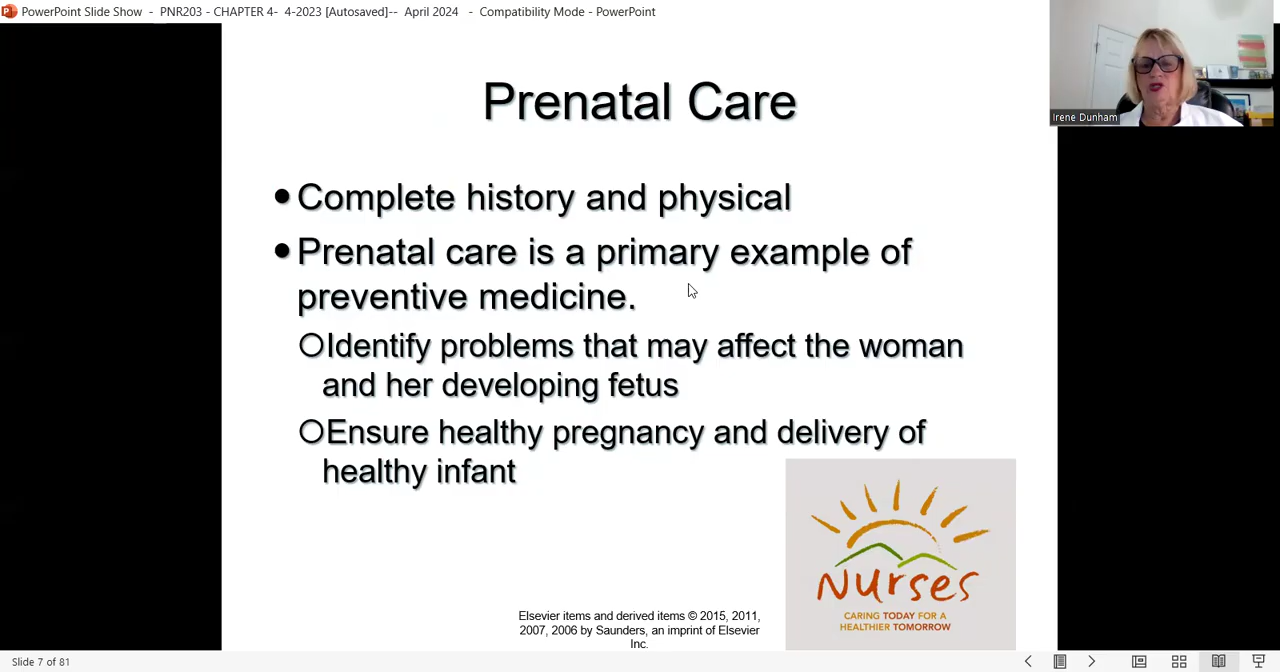 PowerPoint Slide Show - PNR203 - CHAPTER 4- 4-2023 [Autosaved]-- April 2024 - Compatibility Mode - PowerPoint
Irene Dunham
Prenatal Care
● Complete history and physical
● Prenatal care is a primary example of
preventive medicine.
○Identify problems that may affect the woman
and her developing fetus
○Ensure healthy pregnancy and delivery of
healthy infant
Nurses
CARING TODAY FOR A
HEALTHIER TOMORROW
Elsevier items and derived items © 2015, 2011,
2007, 2006 by Saunders, an imprint of Elsevier
Inc.
Slide 7 of 81